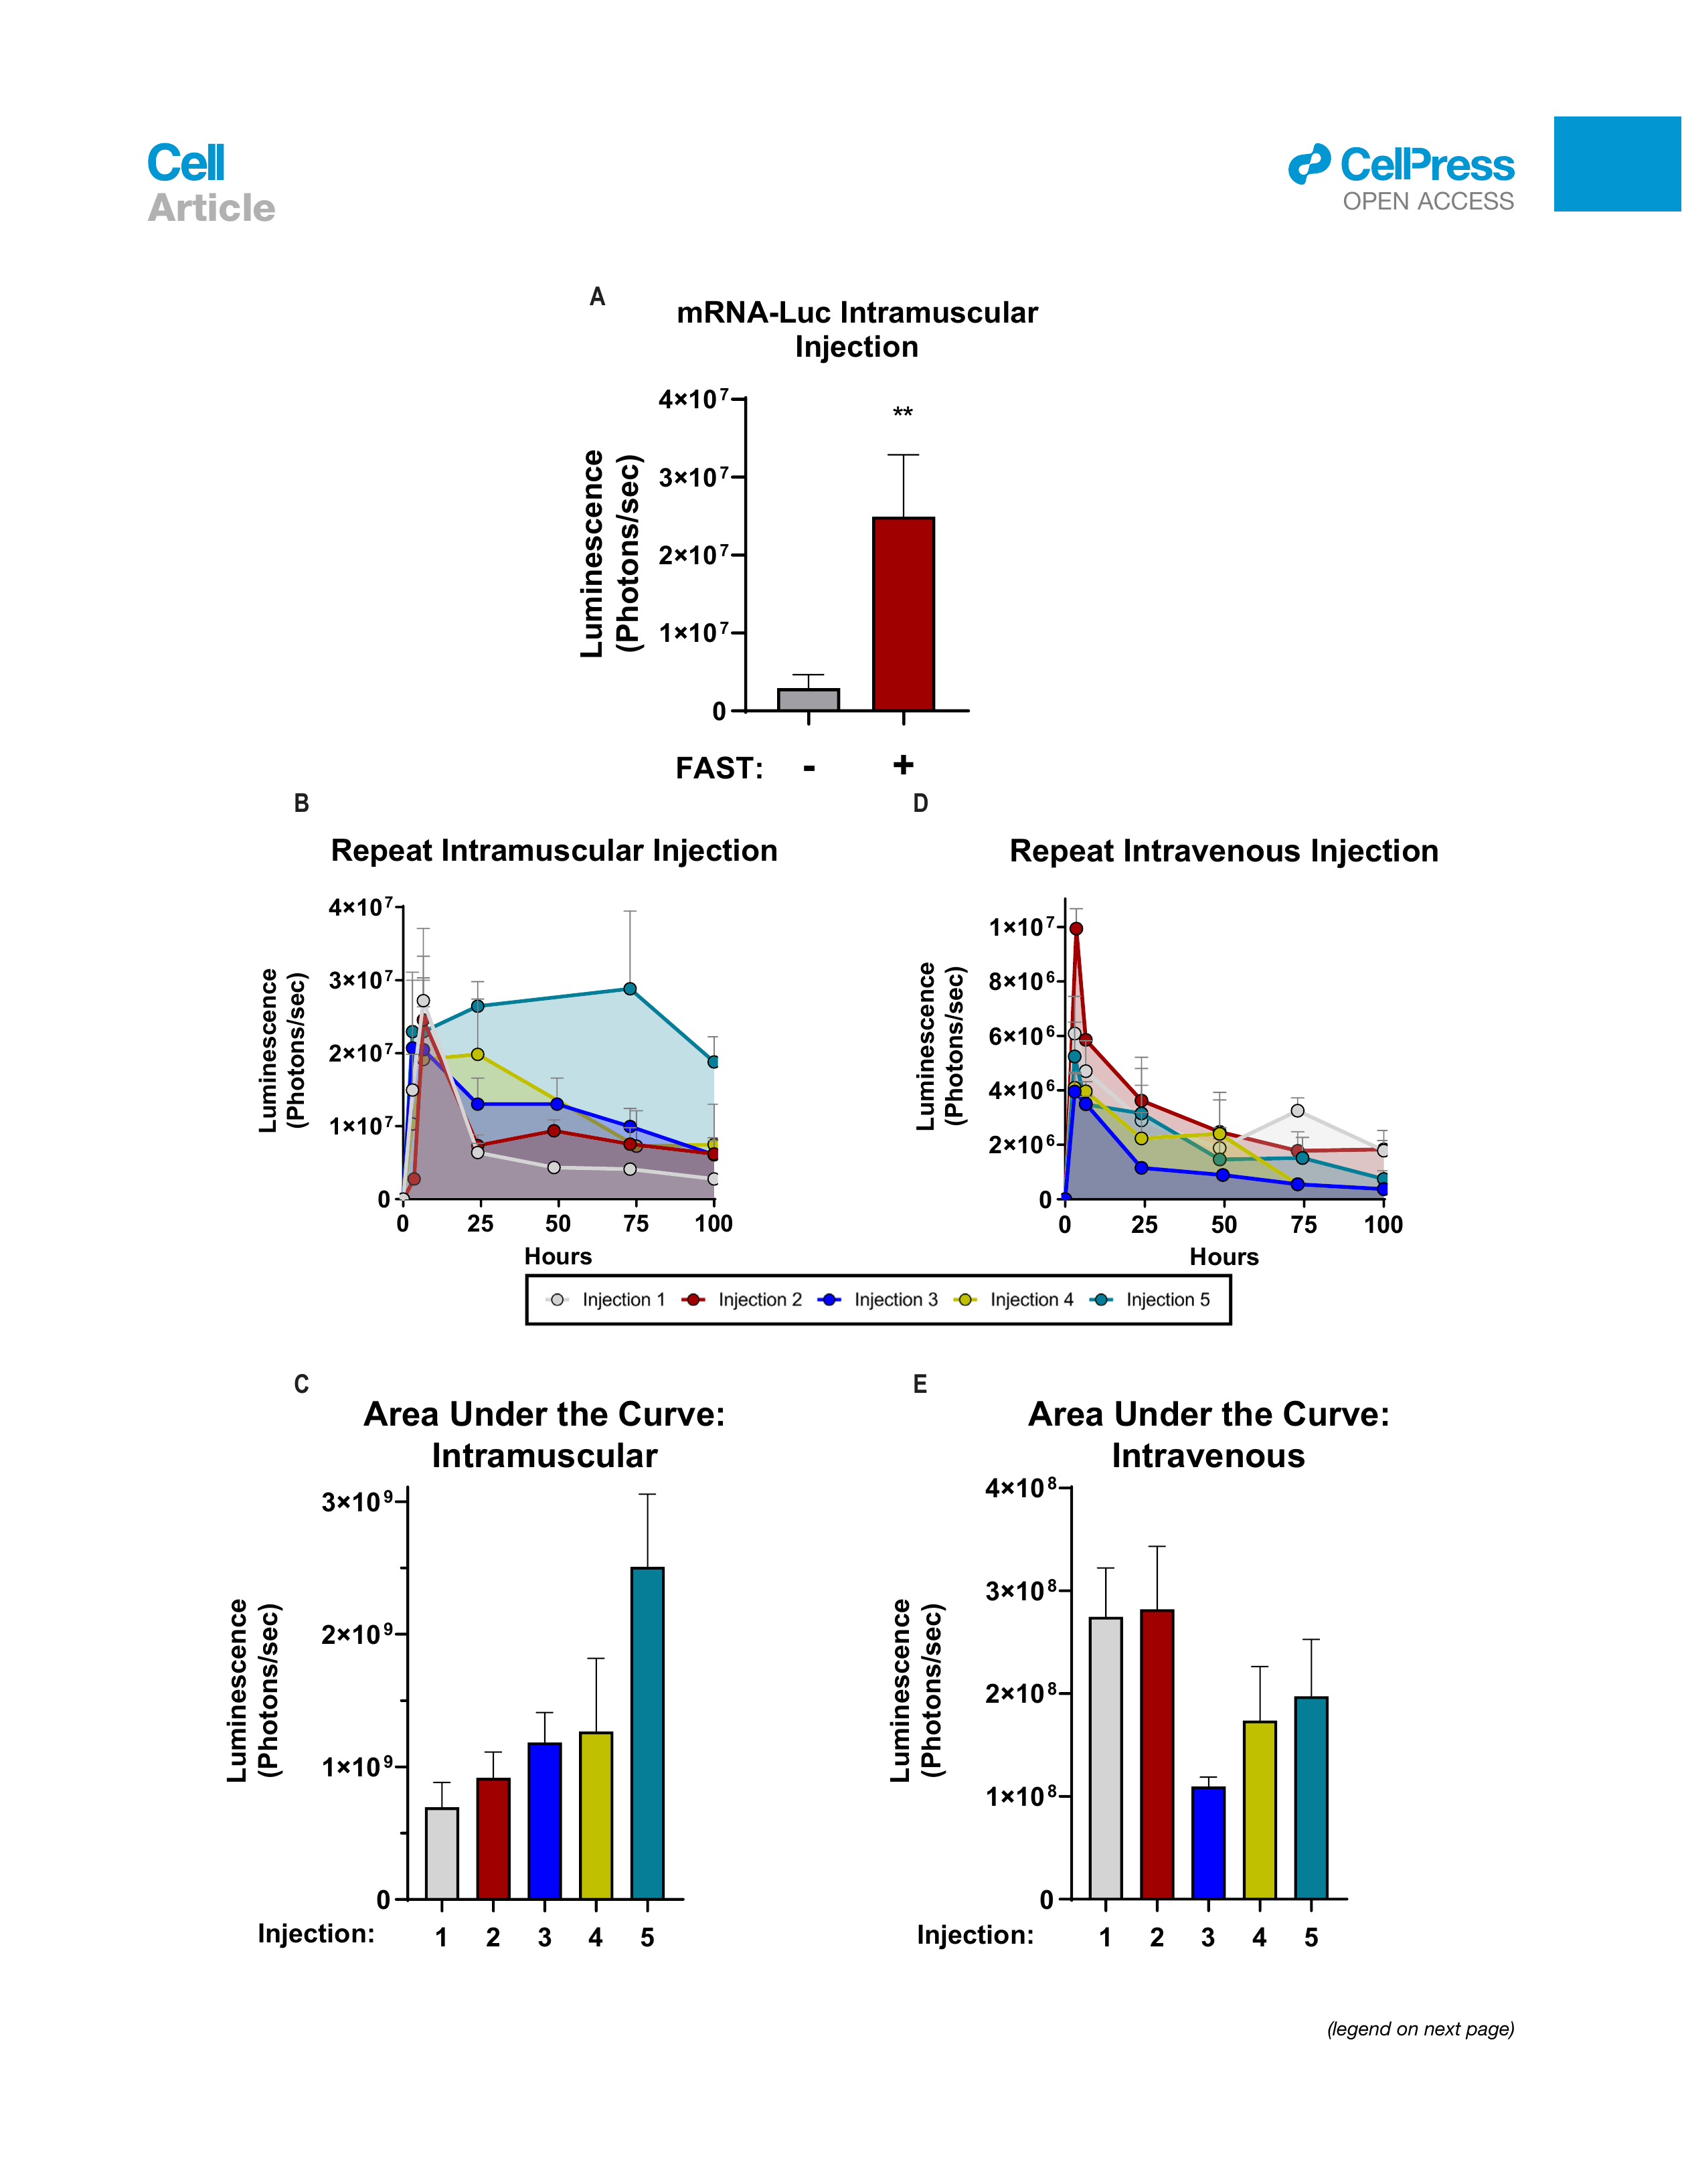 Cell
Article
CellPress
OPEN ACCESS
A
mRNA-Luc Intramuscular
Injection
4×10⁷
3×10⁷
2×10⁷
1×10⁷
0
Luminescence
(Photons/sec)
**
FAST: - +
B
Repeat Intramuscular Injection
4×10⁷
3×10⁷
2×10⁷
1×10⁷
0
Luminescence
(Photons/sec)
0 25 50 75 100
Hours
D
Repeat Intravenous Injection
1×10⁷
8×10⁶
6×10⁶
4×10⁶
2×10⁶
0
Luminescence
(Photons/sec)
0 25 50 75 100
Hours
Injection 1 Injection 2 Injection 3 Injection 4 Injection 5
C
Area Under the Curve:
Intramuscular
3×10⁹
2×10⁹
1×10⁹
0
Luminescence
(Photons/sec)
Injection: 1 2 3 4 5
E
Area Under the Curve:
Intravenous
4×10⁸
3×10⁸
2×10⁸
1×10⁸
0
Luminescence
(Photons/sec)
Injection: 1 2 3 4 5
(legend on next page)